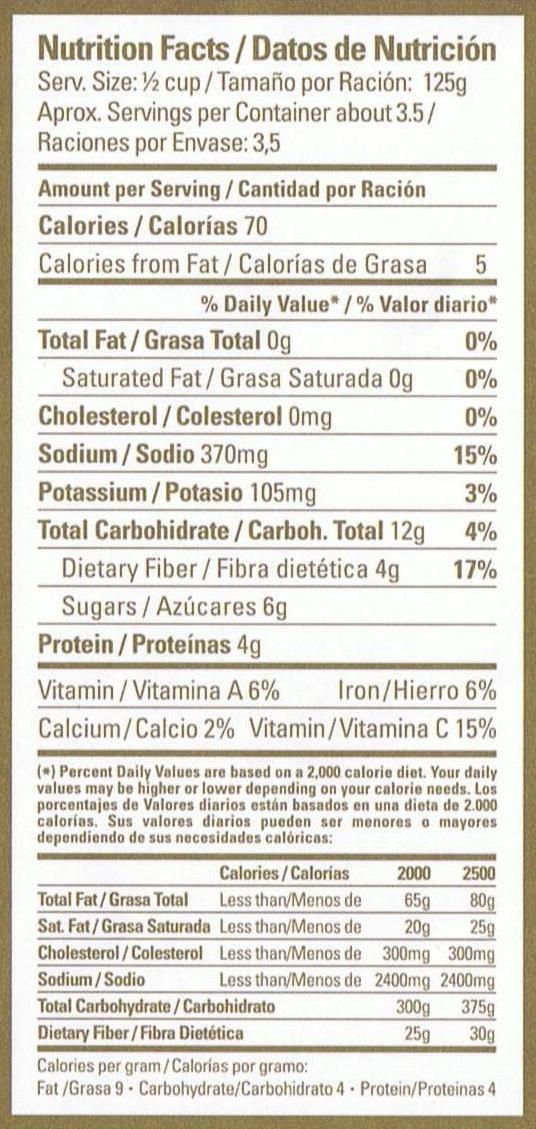 Nutrition Facts / Datos de Nutrición
Serv. Size: ½ cup / Tamaño por Ración: 125g
Aprox. Servings per Container about 3.5 /
Raciones por Envase: 3,5
Amount per Serving / Cantidad por Ración
Calories / Calorías 70
Calories from Fat / Calorías de Grasa 5
% Daily Value* / % Valor diario*
Total Fat / Grasa Total 0g 0%
Saturated Fat / Grasa Saturada 0g 0%
Cholesterol / Colesterol 0mg 0%
Sodium / Sodio 370mg 15%
Potassium / Potasio 105mg 3%
Total Carbohidrate / Carboh. Total 12g 4%
Dietary Fiber / Fibra dietética 4g 17%
Sugars / Azúcares 6g
Protein / Proteínas 4g
Vitamin / Vitamina A 6% Iron / Hierro 6%
Calcium / Calcio 2% Vitamin / Vitamina C 15%
(*) Percent Daily Values are based on a 2,000 calorie diet. Your daily
values may be higher or lower depending on your calorie needs. Los
porcentajes de Valores diarios están basados en una dieta de 2.000
calorías. Sus valores diarios pueden ser menores o mayores
dependiendo de sus necesidades calóricas:
Calories / Calorías 2000 2500
Total Fat / Grasa Total Less than/Menos de 65g 80g
Sat. Fat / Grasa Saturada Less than/Menos de 20g 25g
Cholesterol / Colesterol Less than/Menos de 300mg 300mg
Sodium / Sodio Less than/Menos de 2400mg 2400mg
Total Carbohydrate / Carbohidrato 300g 375g
Dietary Fiber / Fibra Dietética 25g 30g
Calories per gram / Calorías por gramo:
Fat /Grasa 9 • Carbohydrate/Carbohidrato 4 • Protein/Proteinas 4